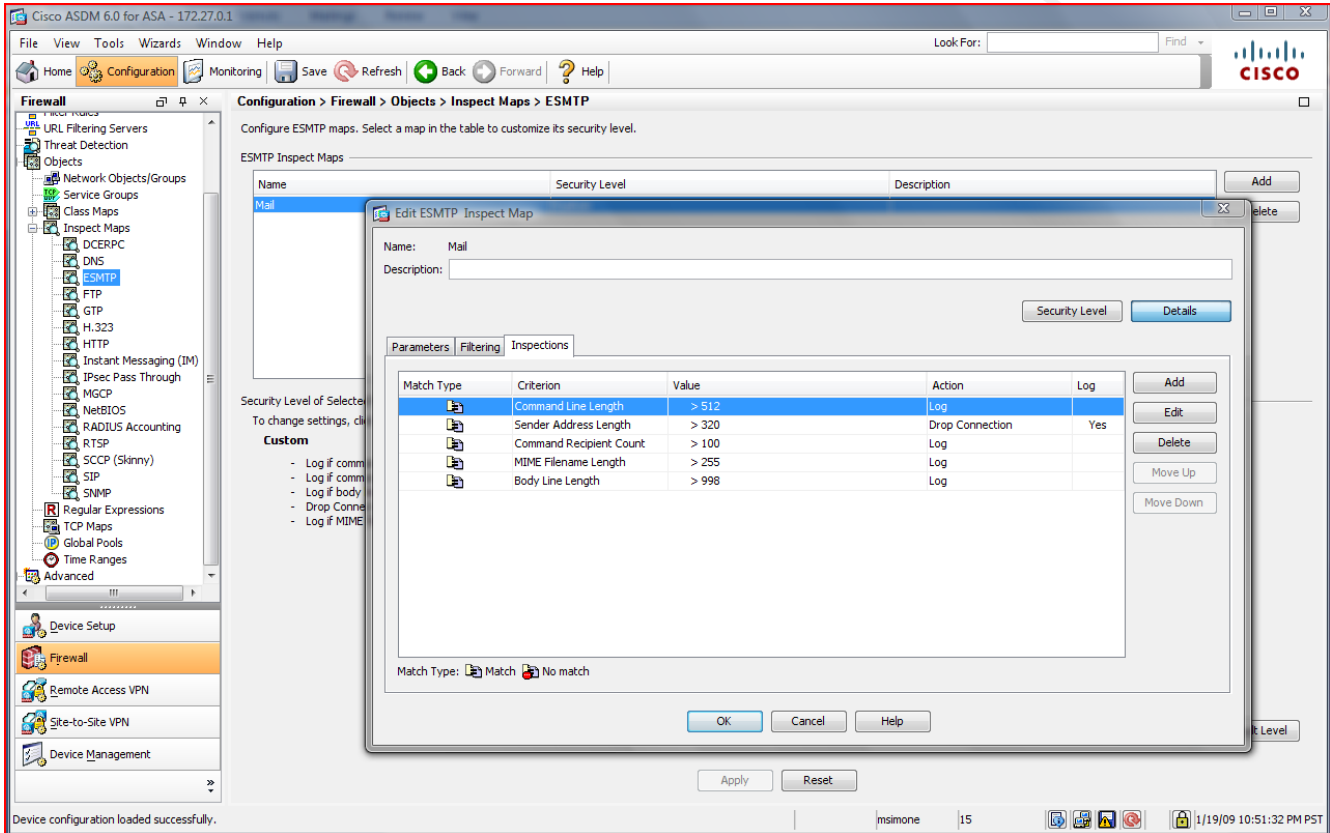 Cisco ASDM 6.0 for ASA - 172.27.0.1
File View Tools Wizards Window Help
Look For:
Find
Home Configuration Monitoring Save Refresh Back Forward Help
CISCO
Firewall
Filter Rules
URL Filtering Servers
Threat Detection
Objects
Network Objects/Groups
Service Groups
Class Maps
Inspect Maps
DCERPC
DNS
ESMTP
FTP
GTP
H.323
HTTP
Instant Messaging (IM)
IPsec Pass Through
MGCP
NetBIOS
RADIUS Accounting
RTSP
SCCP (Skinny)
SIP
SNMP
Regular Expressions
TCP Maps
Global Pools
Time Ranges
Advanced
Device Setup
Firewall
Remote Access VPN
Site-to-Site VPN
Device Management
Configuration > Firewall > Objects > Inspect Maps > ESMTP
Configure ESMTP maps. Select a map in the table to customize its security level.
ESMTP Inspect Maps
Name Security Level Description
Mail
Add
elete
Security Level of Selecte
To change settings, cli
Custom
- Log if comm
- Log if comm
- Log if body
- Drop Conne
- Log if MIME
Edit ESMTP Inspect Map
Name: Mail
Description:
Security Level Details
Parameters Filtering Inspections
Match Type Criterion Value Action Log
Command Line Length > 512 Log
Sender Address Length > 320 Drop Connection Yes
Command Recipient Count > 100 Log
MIME Filename Length > 255 Log
Body Line Length > 998 Log
Add
Edit
Delete
Move Up
Move Down
Match Type: Match No match
OK Cancel Help
lt Level
Apply Reset
Device configuration loaded successfully.
msimone 15 1/19/09 10:51:32 PM PST